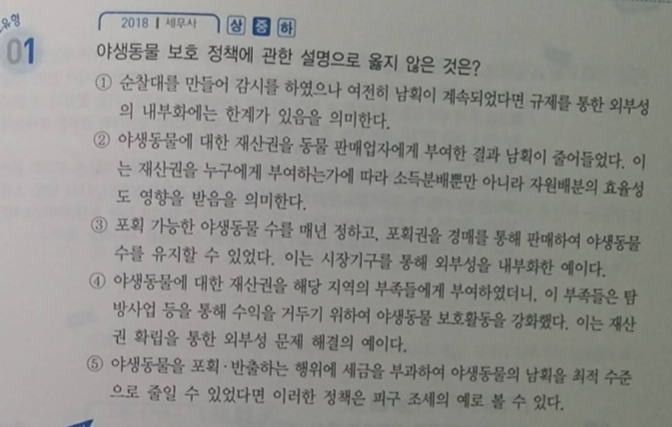 유형
01
2018 | 세무사 상 중 하
야생동물 보호 정책에 관한 설명으로 옳지 않은 것은?
① 순찰대를 만들어 감시를 하였으나 여전히 남획이 계속되었다면 규제를 통한 외부성
의 내부화에는 한계가 있음을 의미한다.
② 야생동물에 대한 재산권을 동물 판매업자에게 부여한 결과 남획이 줄어들었다. 이
는 재산권을 누구에게 부여하는가에 따라 소득분배뿐만 아니라 자원배분의 효율성
도 영향을 받음을 의미한다.
③ 포획 가능한 야생동물 수를 매년 정하고, 포획권을 경매를 통해 판매하여 야생동물
수를 유지할 수 있었다. 이는 시장기구를 통해 외부성을 내부화한 예이다.
④ 야생동물에 대한 재산권을 해당 지역의 부족들에게 부여하였더니, 이 부족들은 탐
방사업 등을 통해 수익을 거두기 위하여 야생동물 보호활동을 강화했다. 이는 재산
권 확립을 통한 외부성 문제 해결의 예이다.
⑤ 야생동물을 포획·반출하는 행위에 세금을 부과하여 야생동물의 남획을 최적 수준
으로 줄일 수 있었다면 이러한 정책은 피구 조세의 예로 볼 수 있다.